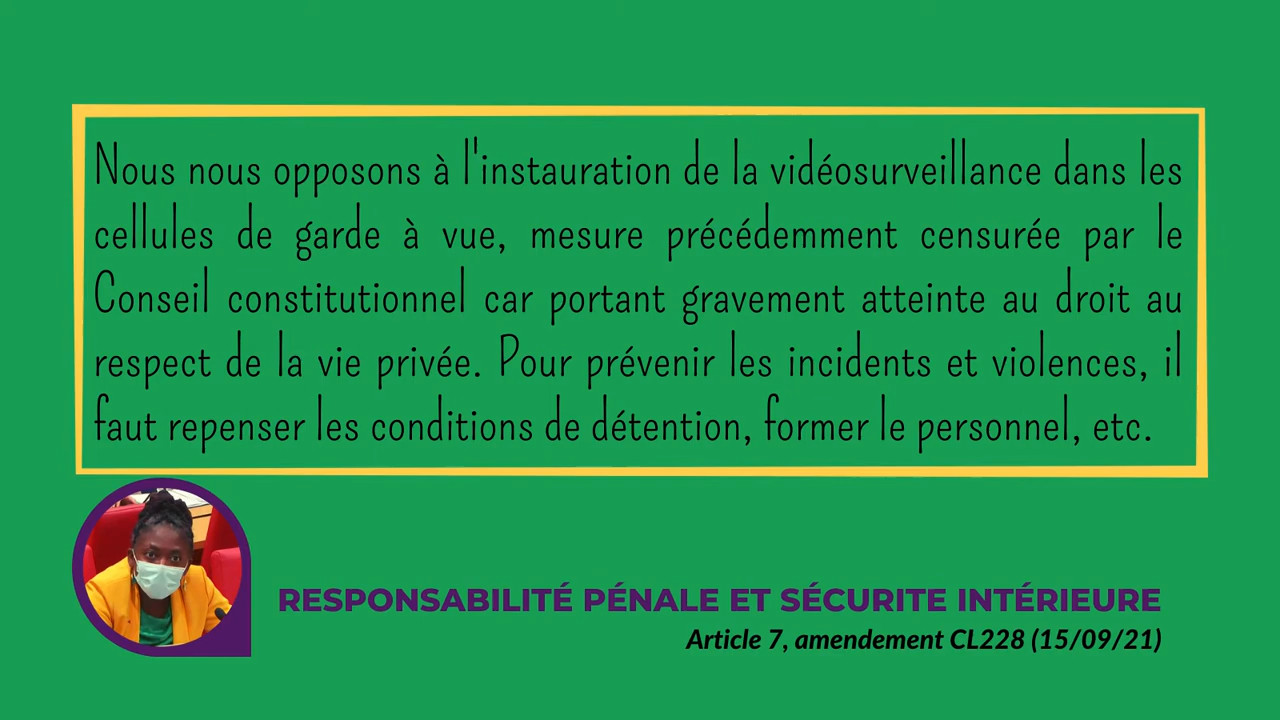 Nous nous opposons à l'instauration de la vidéosurveillance dans les
cellules de garde à vue, mesure précédemment censurée par le
Conseil constitutionnel car portant gravement atteinte au droit au
respect de la vie privée. Pour prévenir les incidents et violences, il
faut repenser les conditions de détention, former le personnel, etc.
RESPONSABILITÉ PÉNALE ET SÉCURITE INTÉRIEURE
Article 7, amendement CL228 (15/09/21)